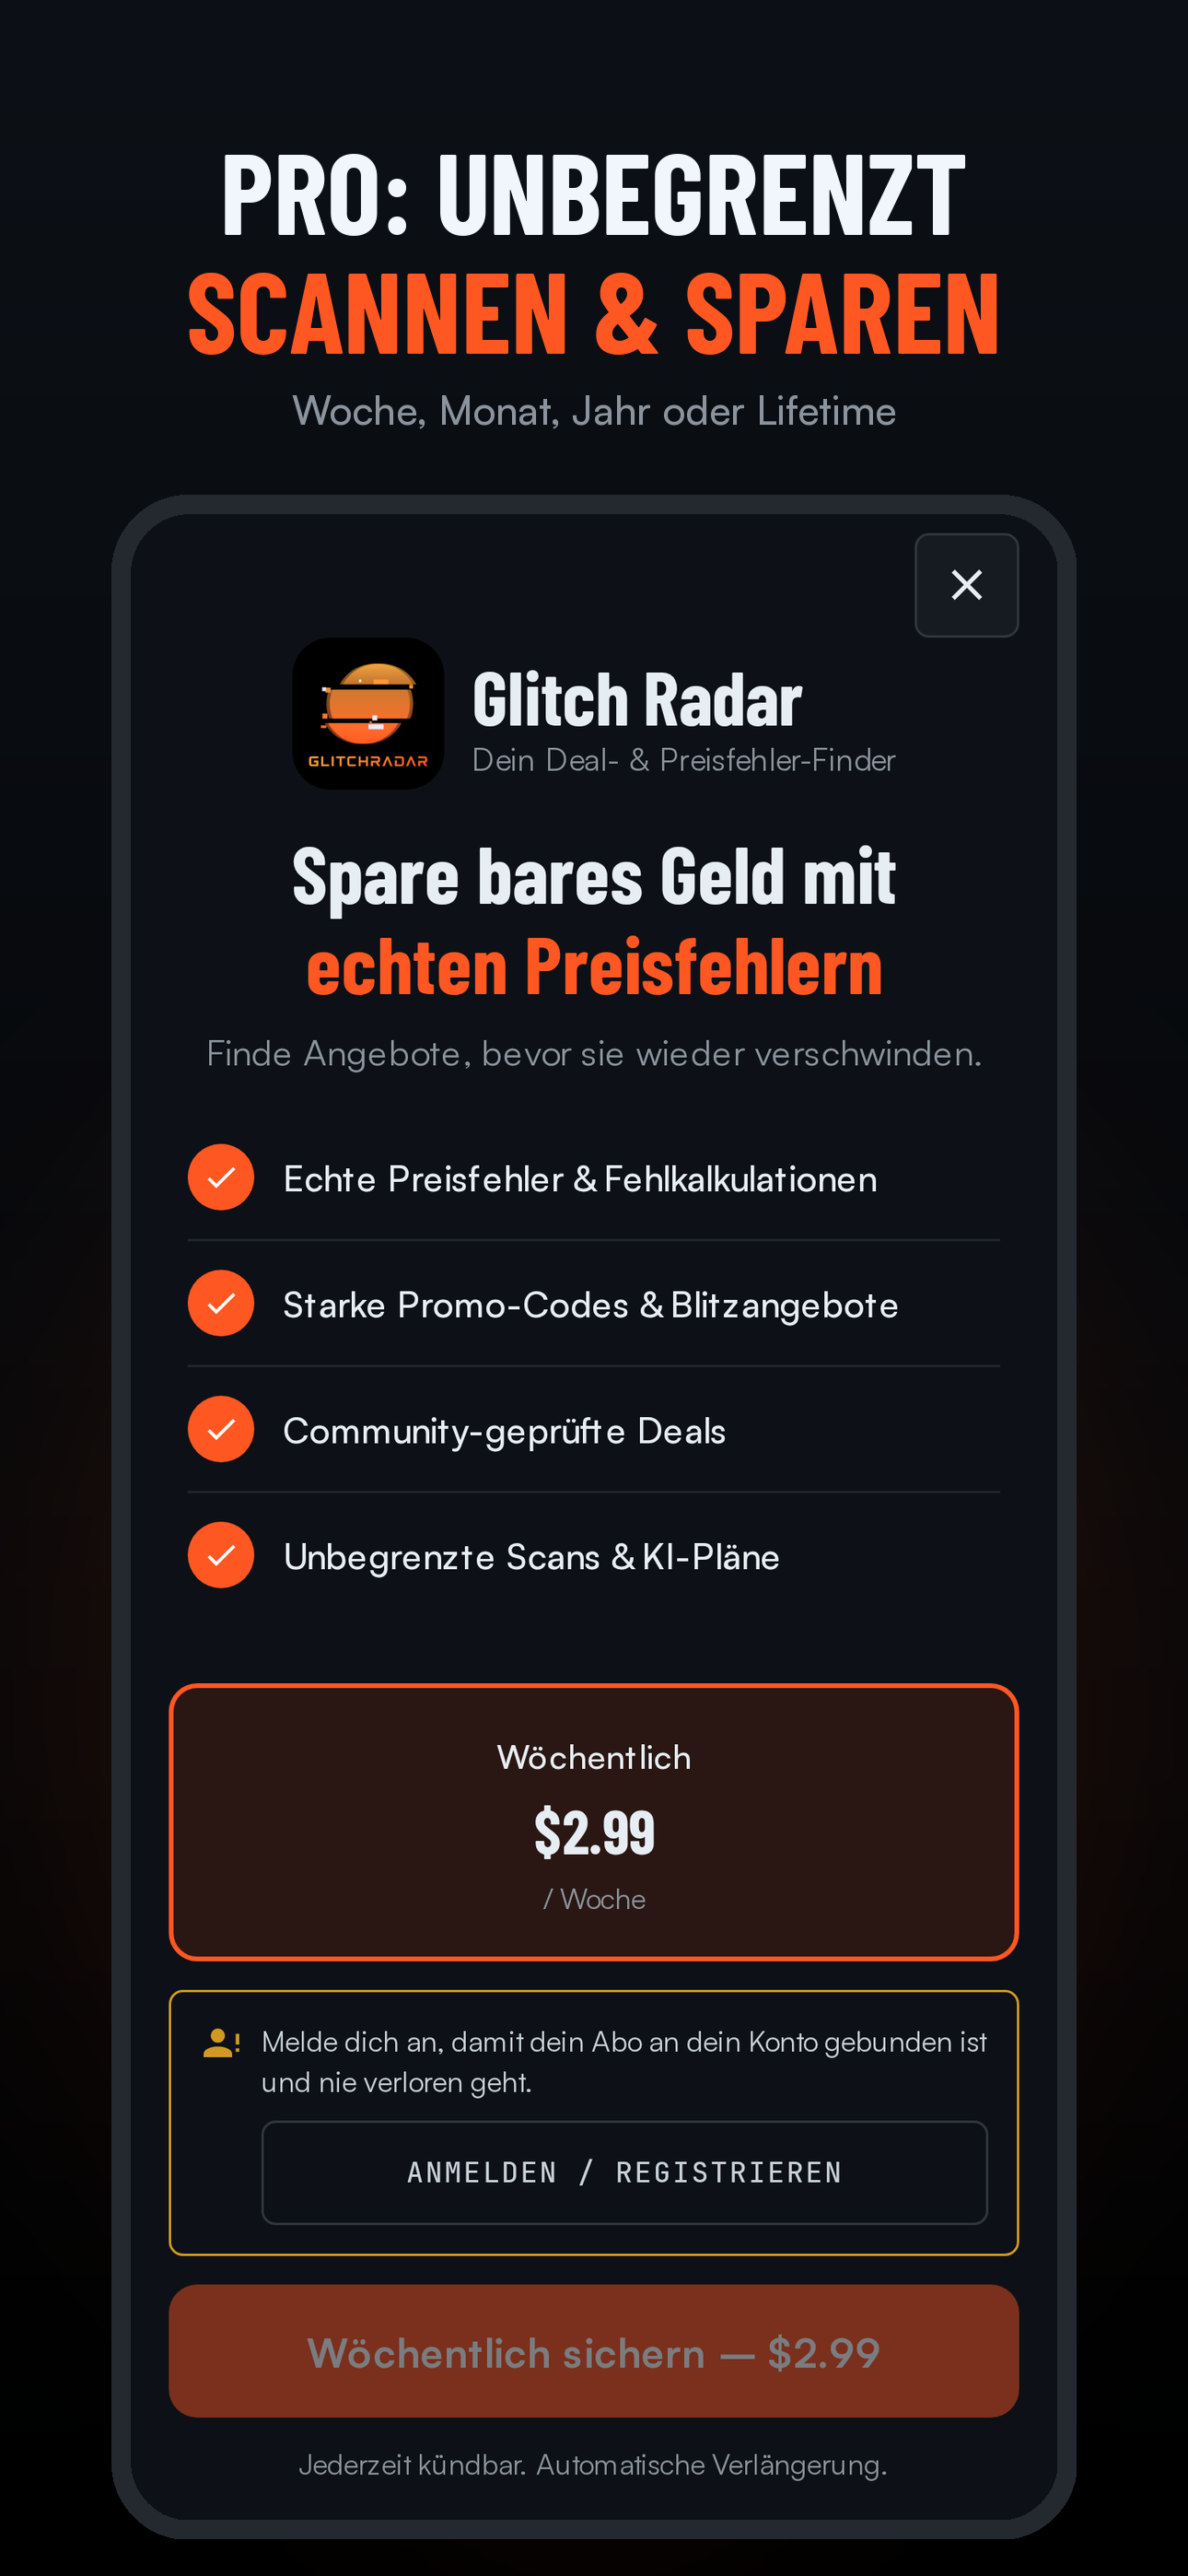 PRO: UNBEGRENZT
SCANNEN & SPAREN
Woche, Monat, Jahr oder Lifetime
GLITCHRADAR
Glitch Radar
Dein Deal- & Preisfehler-Finder
Spare bares Geld mit
echten Preisfehlern
Finde Angebote, bevor sie wieder verschwinden.
Echte Preisfehler & Fehlkalkulationen
Starke Promo-Codes & Blitzangebote
Community-geprüfte Deals
Unbegrenzte Scans & KI-Pläne
Wöchentlich
$2.99
/ Woche
Melde dich an, damit dein Abo an dein Konto gebunden ist
und nie verloren geht.
ANMELDEN / REGISTRIEREN
Wöchentlich sichern — $2.99
Jederzeit kündbar. Automatische Verlängerung.